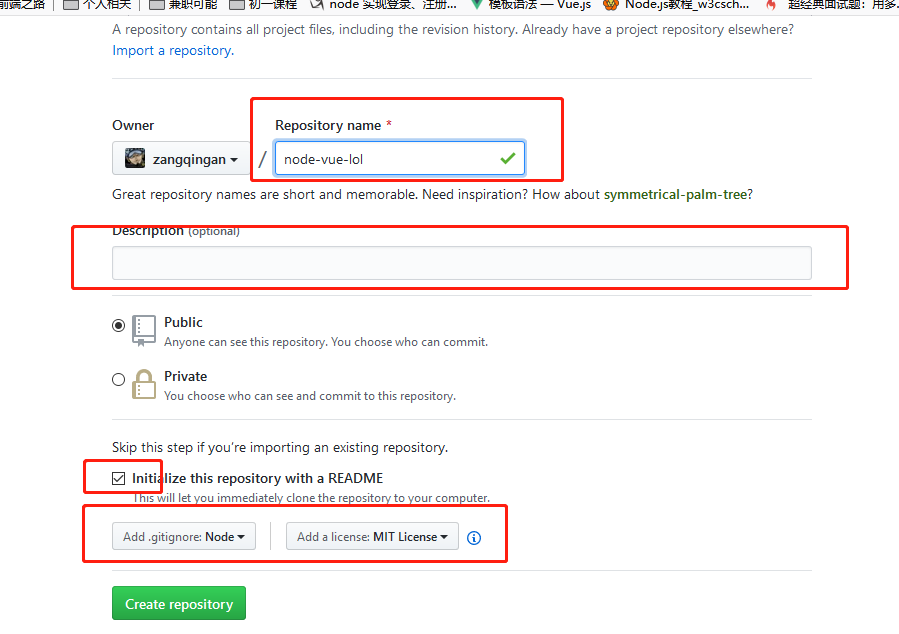 前端之路 个人相关 兼职可能 初一课程 node 实现登录、注册... 模板语法 — Vue.js Node.js教程_w3csch... 超经典面试题：用多
A repository contains all project files, including the revision history. Already have a project repository elsewhere?
Import a repository.
Owner Repository name *
zangqingan / node-vue-lol
Great repository names are short and memorable. Need inspiration? How about symmetrical-palm-tree?
Description (optional)
Public
Anyone can see this repository. You choose who can commit.
Private
You choose who can see and commit to this repository.
Skip this step if you’re importing an existing repository.
Initialize this repository with a README
This will let you immediately clone the repository to your computer.
Add .gitignore: Node Add a license: MIT License
Create repository